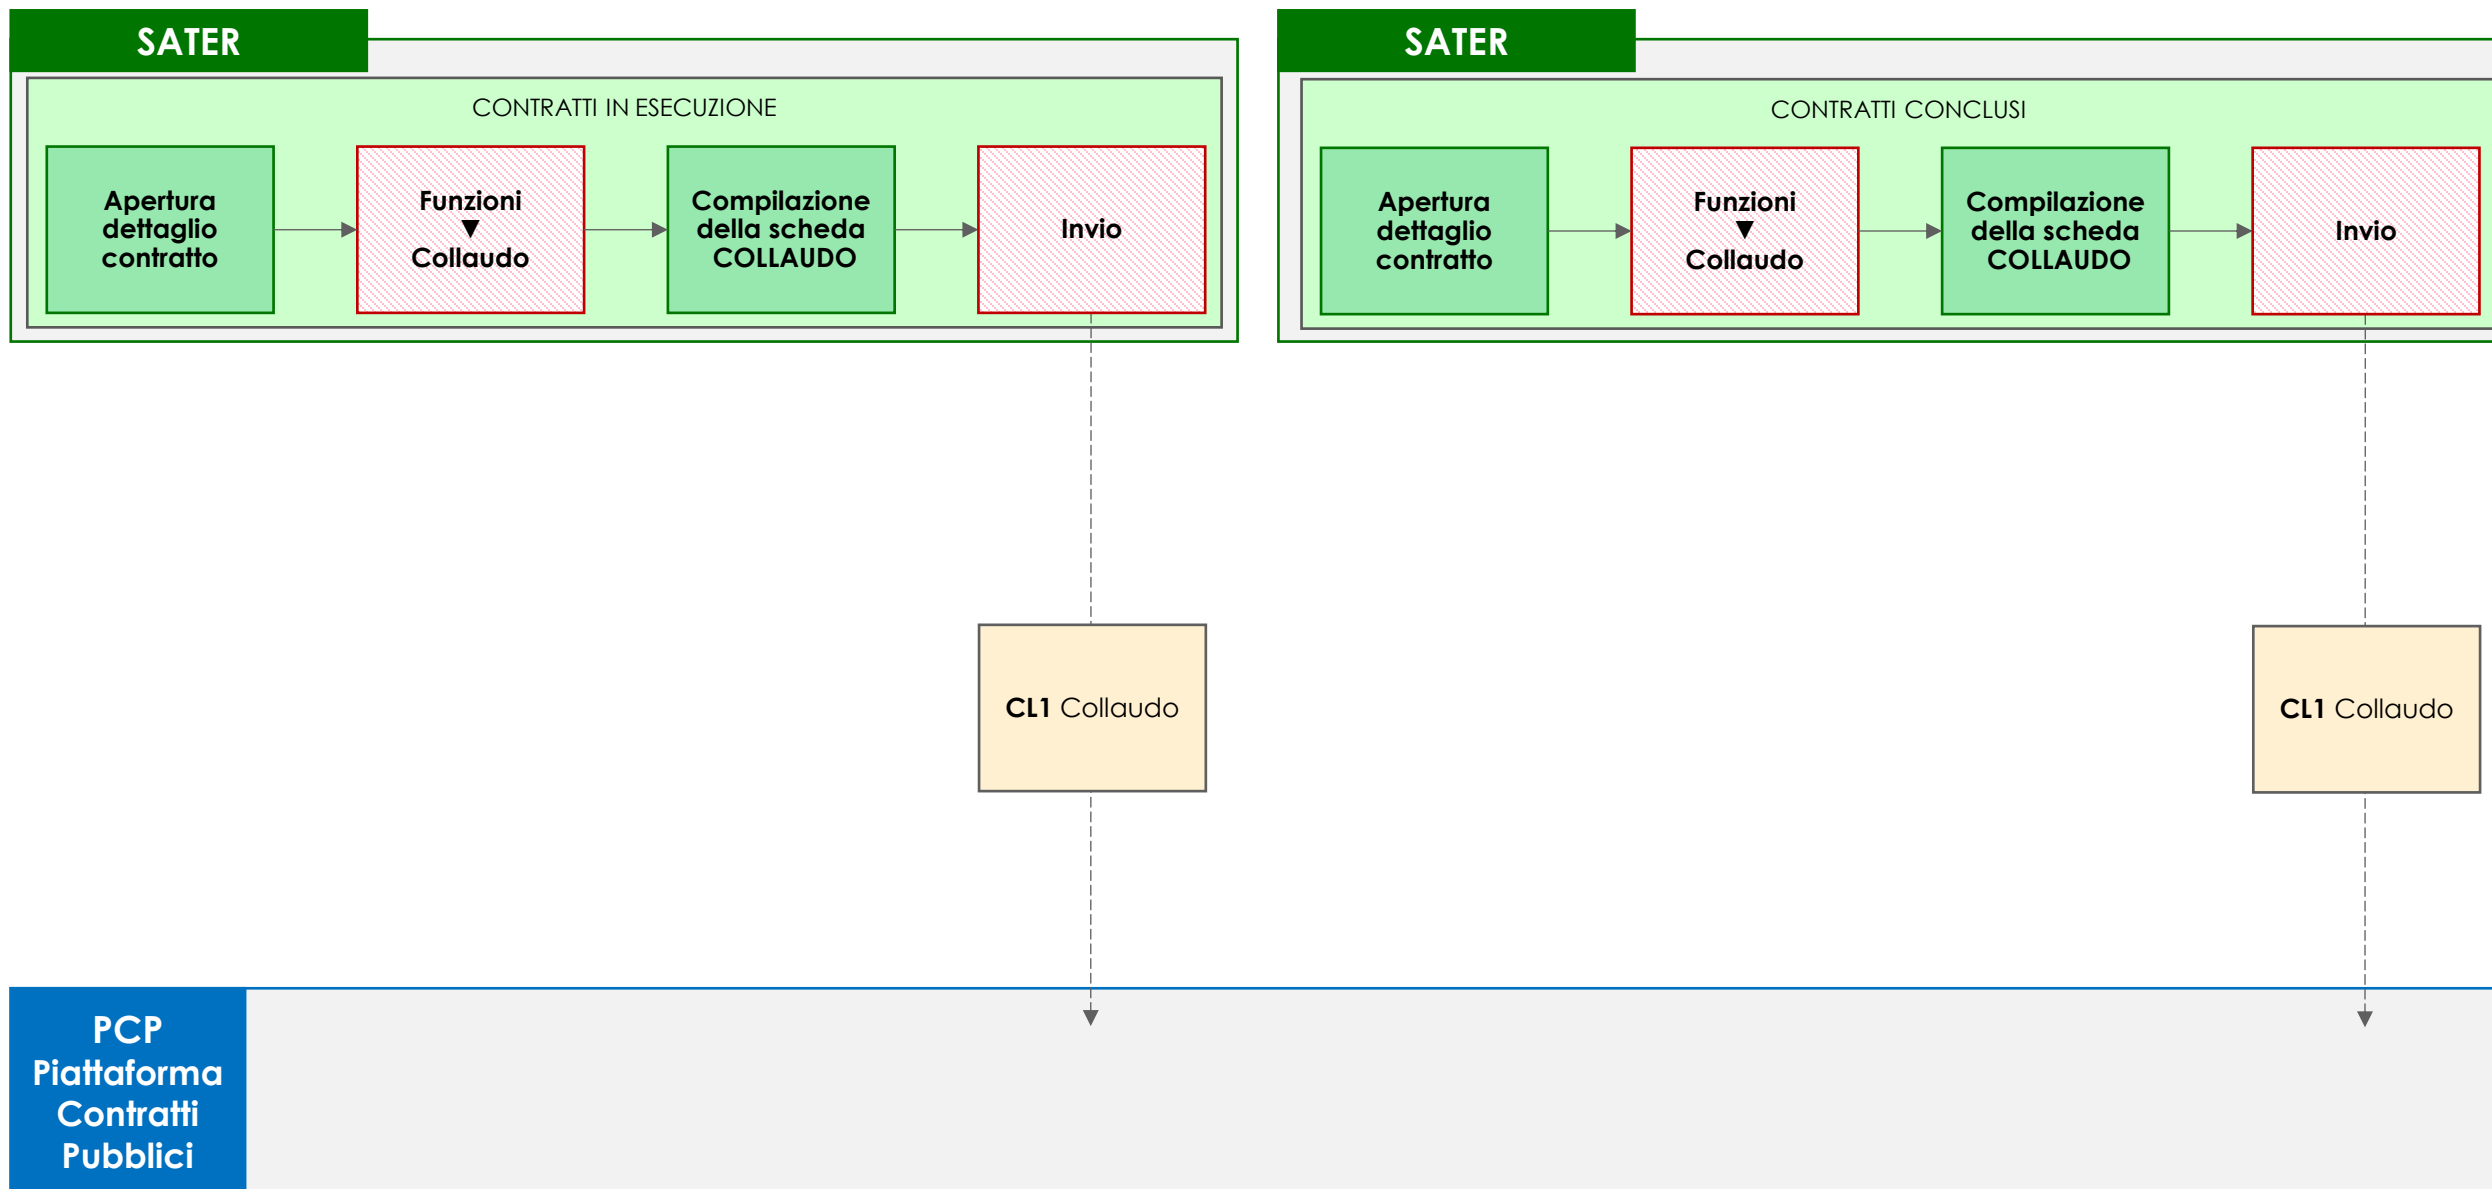 SATER
CONTRATTI IN ESECUZIONE
Apertura
dettaglio
contratto
Funzioni
▼
Collaudo
Compilazione
della scheda
COLLAUDO
Invio
CL1 Collaudo
SATER
CONTRATTI CONCLUSI
Apertura
dettaglio
contratto
Funzioni
▼
Collaudo
Compilazione
della scheda
COLLAUDO
Invio
CL1 Collaudo
PCP
Piattaforma
Contratti
Pubblici